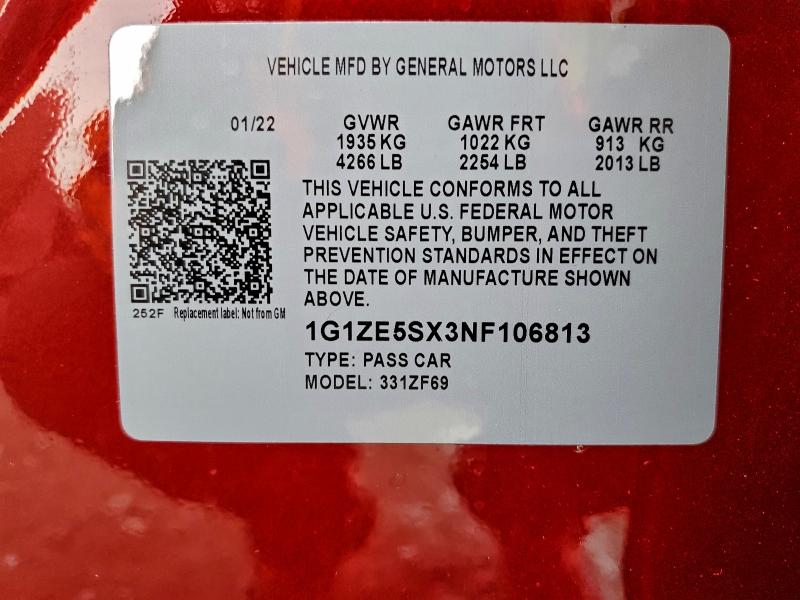 VEHICLE MFD BY GENERAL MOTORS LLC
01/22 GVWR GAWR FRT GAWR RR
1935 KG 1022 KG 913 KG
4266 LB 2254 LB 2013 LB
THIS VEHICLE CONFORMS TO ALL
APPLICABLE U.S. FEDERAL MOTOR
VEHICLE SAFETY, BUMPER, AND THEFT
PREVENTION STANDARDS IN EFFECT ON
THE DATE OF MANUFACTURE SHOWN
ABOVE.
252F Replacement label: Not from GM
1G1ZE5SX3NF106813
TYPE: PASS CAR
MODEL: 331ZF69